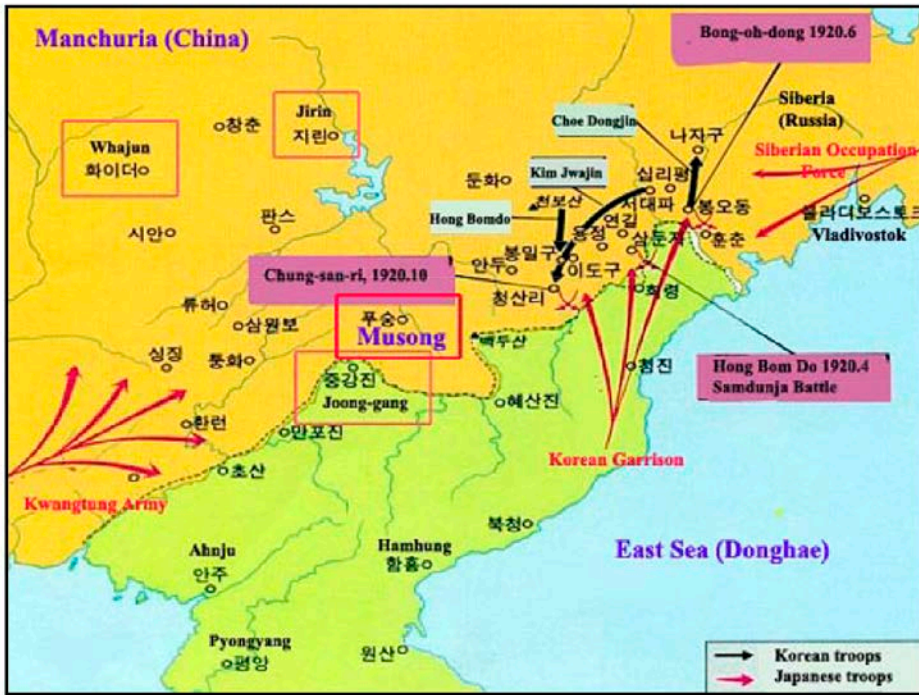 Manchuria (China)
Bong-oh-dong 1920.6
Jirin
지린
창춘
Whajun
화이더
Siberia
(Russia)
Choe Dongjin
나자구
Siberian Occupation
Force
Kim Jwajin
십리평
둔화
서대파
천보산
봉오동
Hong Bomdo
연길
용정
삼둔자
훈춘
블라디보스토크
Vladivostok
판스
시안
봉밀구
안두
이도구
Chung-san-ri, 1920.10
청산리
회령
류허
삼원보
푸숭
Musong
백두산
싱징
퉁화
중강진
Joong-gang
혜산진
청진
Hong Bom Do 1920.4
Samdunja Battle
환런
만포진
초산
Korean Garrison
Kwangtung Army
북청
East Sea (Donghae)
Ahnju
안주
Hamhung
함흥
Pyongyang
평양
원산
Korean troops
Japanese troops